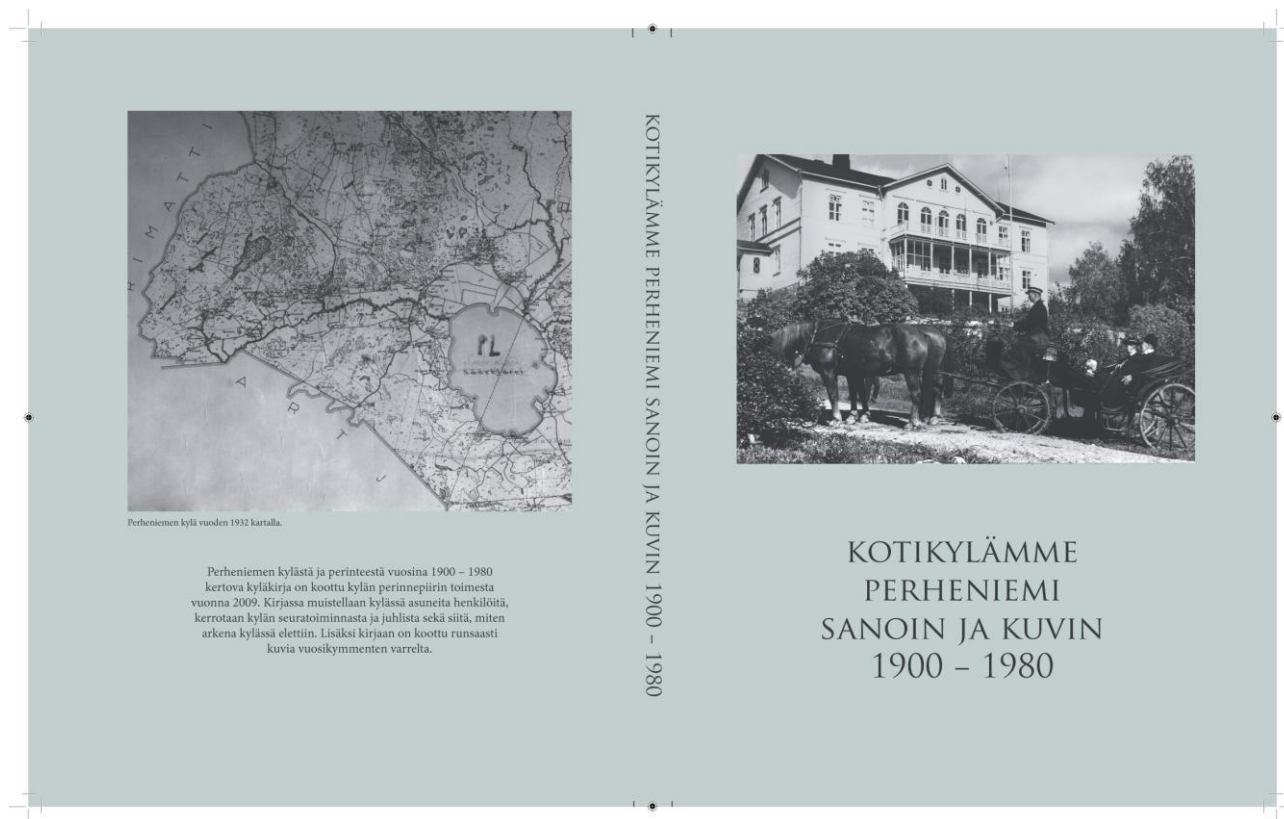 PL
Perheniemen kylä vuoden 1932 kartalla.
Perheniemen kylästä ja perinteestä vuosina 1900 – 1980
kertova kyläkirja on koottu kylän perinnepiirin toimesta
vuonna 2009. Kirjassa muistellaan kylässä asuneita henkilöitä,
kerrotaan kylän seuratoiminnasta ja juhlista sekä siitä, miten
arkena kylässä elettiin. Lisäksi kirjaan on koottu runsaasti
kuvia vuosikymmenten varrelta.
KOTIKYLÄMME PERHENIEMI SANOIN JA KUVIN 1900 – 1980
KOTIKYLÄMME
PERHENIEMI
SANOIN JA KUVIN
1900 – 1980